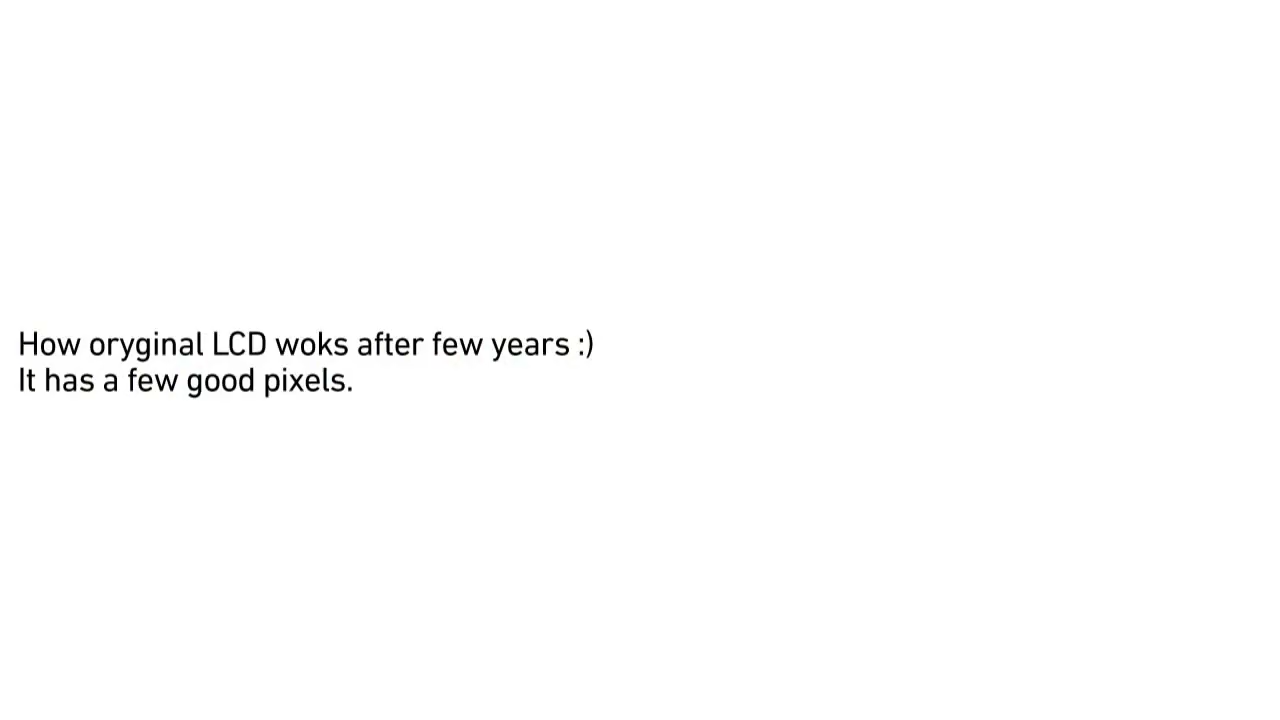 How oryginal LCD woks after few years :)
It has a few good pixels.